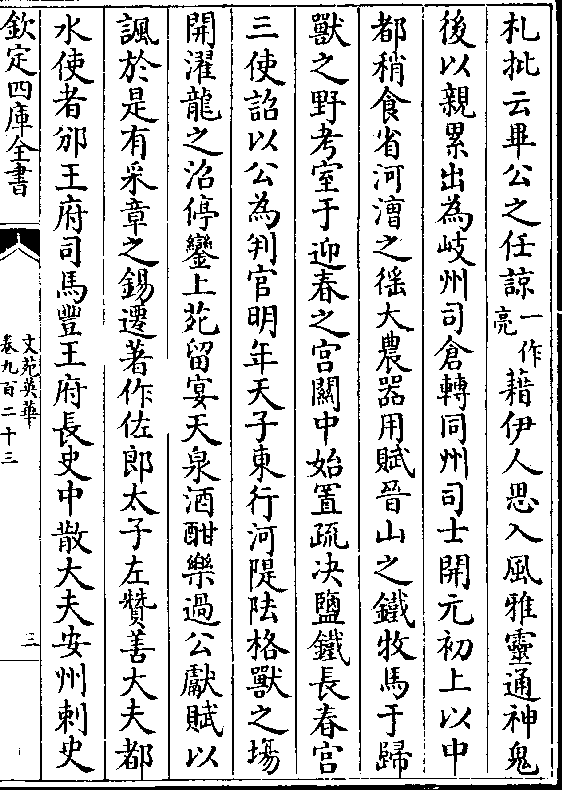 札批云畢公之任諒一作亮藉伊人思入風雅靈通神鬼
後以親累出為岐州司倉轉同州司士開元初上以中
都稍食省河漕之徭大農器用賦晉山之鐵牧馬于歸
獸之野考室于迎春之宫關中始置疏决鹽鐵長春宫
三使詔以公為判官明年天子東行河隄阹格獸之場
開濯龍之沼停鑾上苑留宴天泉酒酣樂過公獻賦以
諷於是有采章之錫遷著作佐郎太子左贊善大夫都
水使者邠王府司馬豐王府長史中散大夫安州刺史
欽定四庫全書
文苑英華
卷九百二十三
三